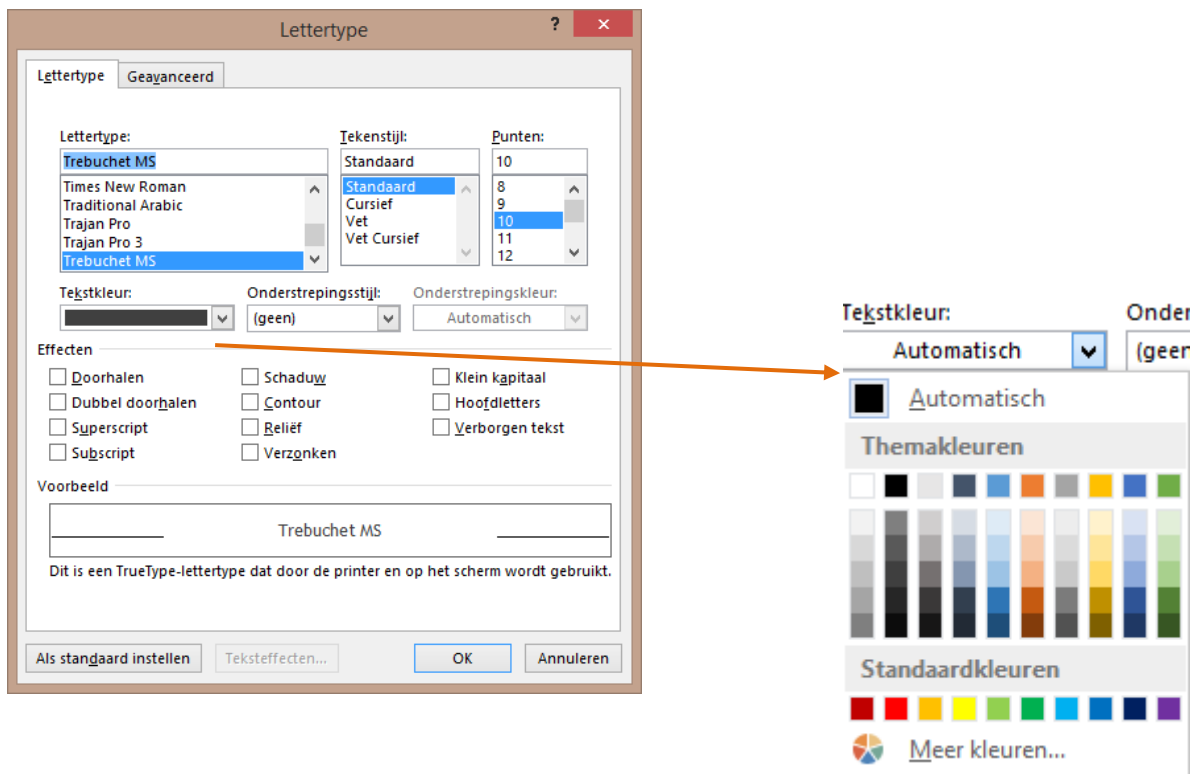 Lettertype
?
Lettertype Geavanceerd
Lettertype: Tekenstijl: Punten:
Trebuchet MS Standaard 10
Times New Roman Standaard 8
Traditional Arabic Cursief 9
Trajan Pro Vet 10
Trajan Pro 3 Vet Cursief 11
Trebuchet MS 12
Tekstkleur: Onderstrepingsstijl: Onderstrepingskleur:
(geen) Automatisch
Effecten
Doorhalen Schaduw Klein kapitaal
Dubbel doorhalen Contour Hoofdletters
Superscript Reliëf Verborgen tekst
Subscript Verzonken
Voorbeeld
Trebuchet MS
Dit is een TrueType-lettertype dat door de printer en op het scherm wordt gebruikt.
Als standaard instellen Teksteffecten... OK Annuleren
Tekstkleur: Onder
Automatisch (geen
Automatisch
Themakleuren
Standaardkleuren
Meer kleuren...